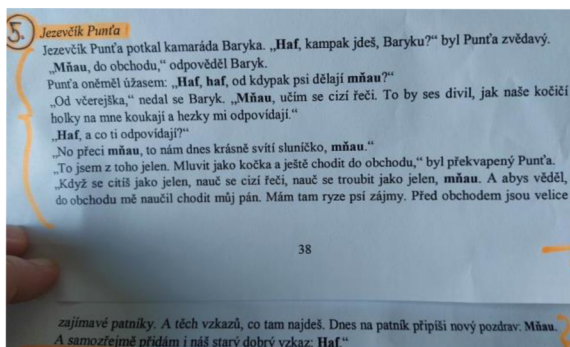 5. Jezevčík Punťa
Jezevčík Punťa potkal kamaráda Baryka. „Haf, kampak jdeš, Baryku?“ byl Punťa zvědavý.
„Mňau, do obchodu,“ odpověděl Baryk.
Punťa oněměl úžasem: „Haf, haf, od kdypak psi dělají mňau?“
„Od včerejška,“ nedal se Baryk. „Mňau, učím se cizí řeči. To by ses divil, jak naše kočičí
holky na mne koukají a hezky mi odpovídají.“
„Haf, a co ti odpovídají?“
„No přeci mňau, to nám dnes krásně svítí sluníčko, mňau.“
„To jsem z toho jelen. Mluvit jako kočka a ještě chodit do obchodu,“ byl překvapený Punťa.
„Když se cítíš jako jelen, nauč se cizí řeči, nauč se troubit jako jelen, mňau. A abys věděl,
do obchodu mě naučil chodit můj pán. Mám tam ryze psí zájmy. Před obchodem jsou velice
38
zajímavé patníky. A těch vzkazů, co tam najdeš. Dnes na patník připíši nový pozdrav: Mňau.
A samozřejmě přidám i náš starý dobrý vzkaz: Haf.“